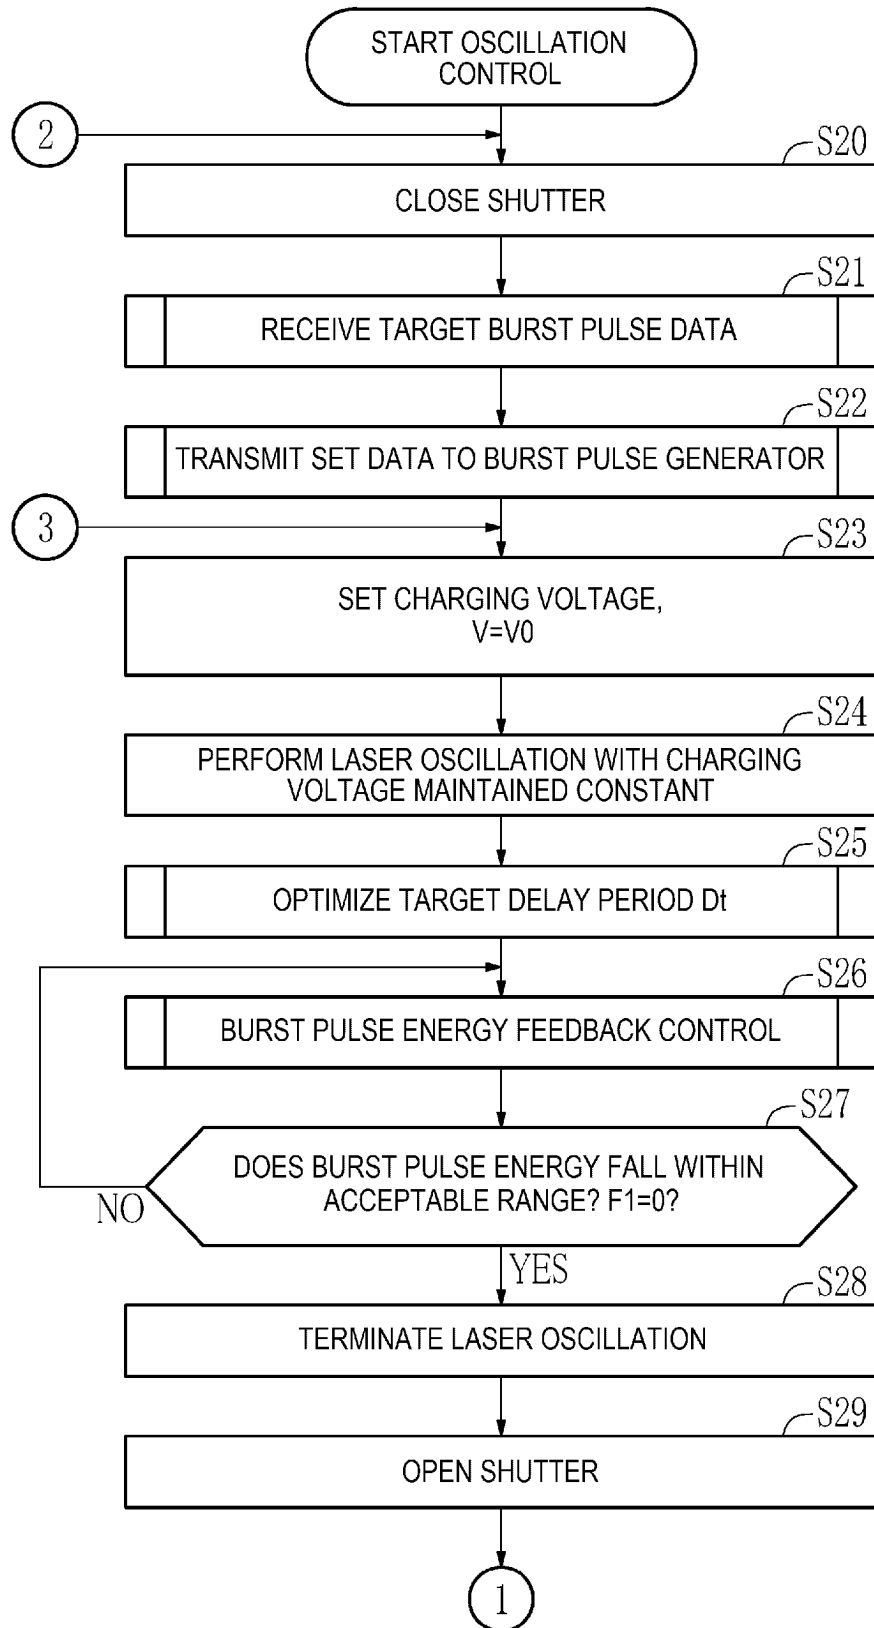 START OSCILLATION
CONTROL
2
S20
CLOSE SHUTTER
S21
RECEIVE TARGET BURST PULSE DATA
S22
TRANSMIT SET DATA TO BURST PULSE GENERATOR
3
S23
SET CHARGING VOLTAGE,
V=V0
S24
PERFORM LASER OSCILLATION WITH CHARGING
VOLTAGE MAINTAINED CONSTANT
S25
OPTIMIZE TARGET DELAY PERIOD Dt
S26
BURST PULSE ENERGY FEEDBACK CONTROL
S27
DOES BURST PULSE ENERGY FALL WITHIN
ACCEPTABLE RANGE? F1=0?
NO
YES
S28
TERMINATE LASER OSCILLATION
S29
OPEN SHUTTER
1